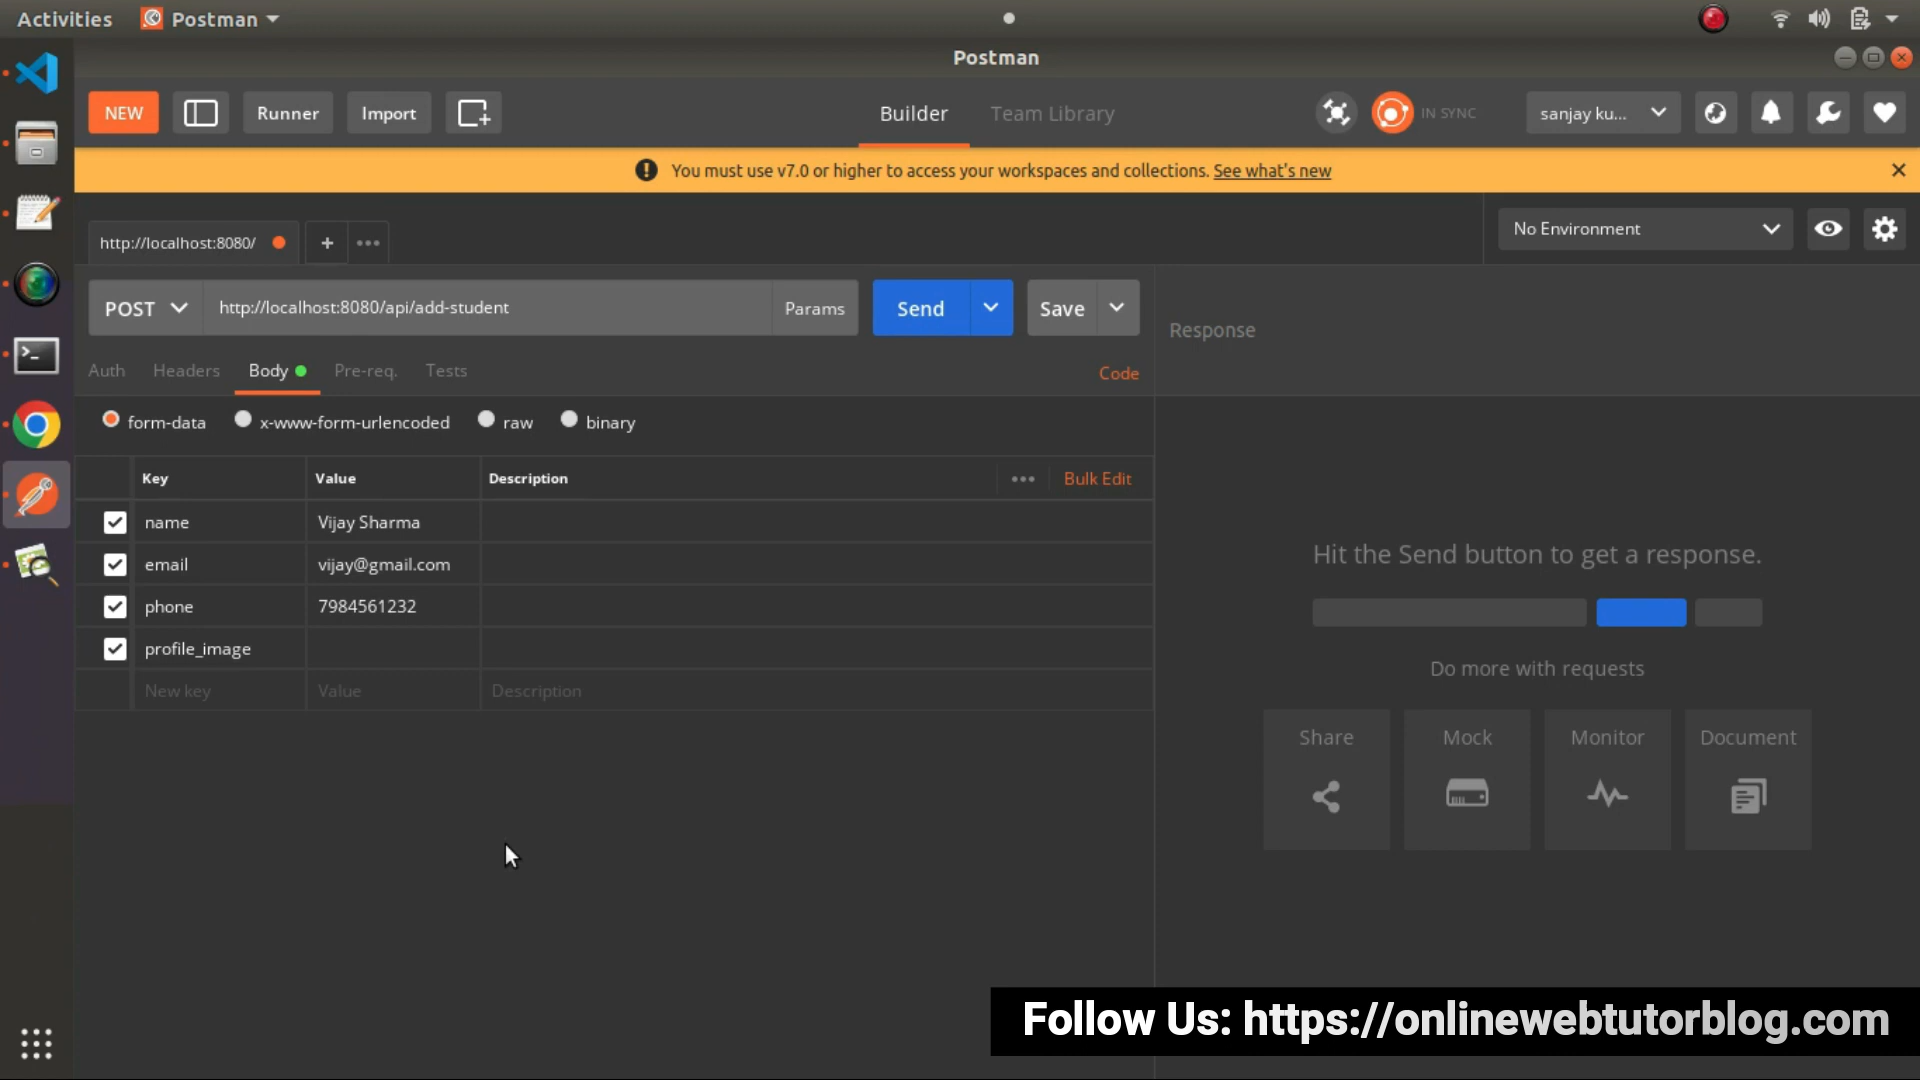 Activities Postman
Postman
NEW Runner Import Builder Team Library IN SYNC sanjay ku...
You must use v7.0 or higher to access your workspaces and collections. See what's new
http://localhost:8080/ + ••• No Environment
POST http://localhost:8080/api/add-student Params Send Save
Response
Auth Headers Body Pre-req. Tests Code
form-data x-www-form-urlencoded raw binary
Key Value Description ••• Bulk Edit
name Vijay Sharma
email vijay@gmail.com
phone 7984561232
profile_image
New key Value Description
Hit the Send button to get a response.
Do more with requests
Share Mock Monitor Document
Follow Us: https://onlinewebtutorblog.com